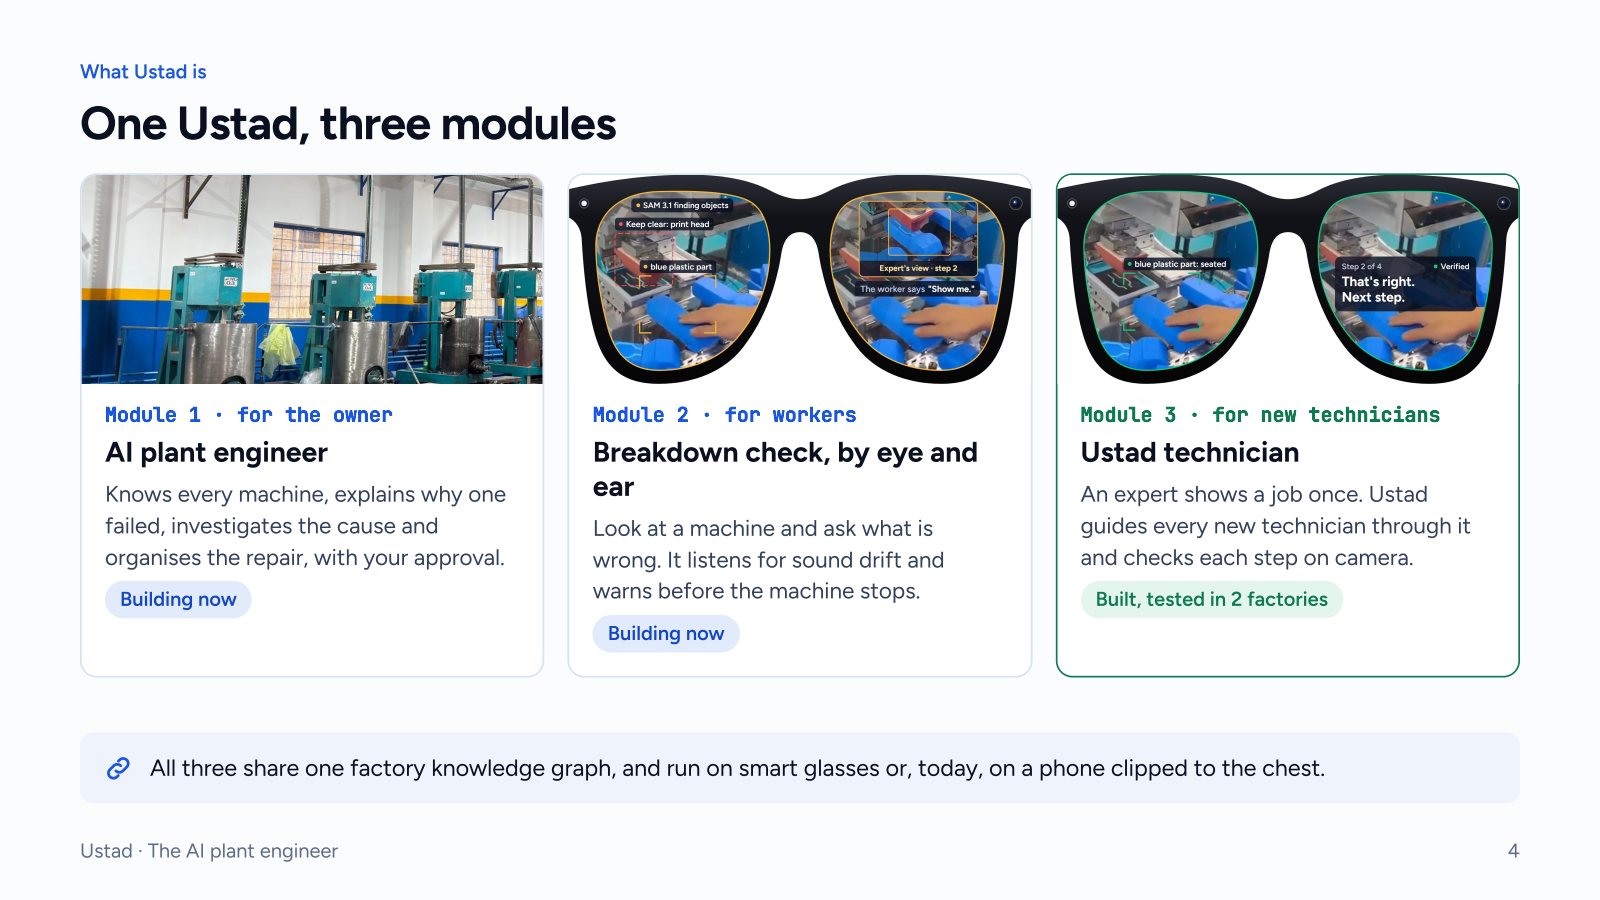 What Ustad is
One Ustad, three modules
SAM 3.1 finding objects
Keep clear: print head
blue plastic part
Expert's view · step 2
The worker says "Show me."
blue plastic part: seated
Step 2 of 4
Verified
That's right.
Next step.
Module 1 · for the owner
AI plant engineer
Knows every machine, explains why one
failed, investigates the cause and
organises the repair, with your approval.
Building now
Module 2 · for workers
Breakdown check, by eye and
ear
Look at a machine and ask what is
wrong. It listens for sound drift and
warns before the machine stops.
Building now
Module 3 · for new technicians
Ustad technician
An expert shows a job once. Ustad
guides every new technician through it
and checks each step on camera.
Built, tested in 2 factories
All three share one factory knowledge graph, and run on smart glasses or, today, on a phone clipped to the chest.
Ustad · The AI plant engineer
4